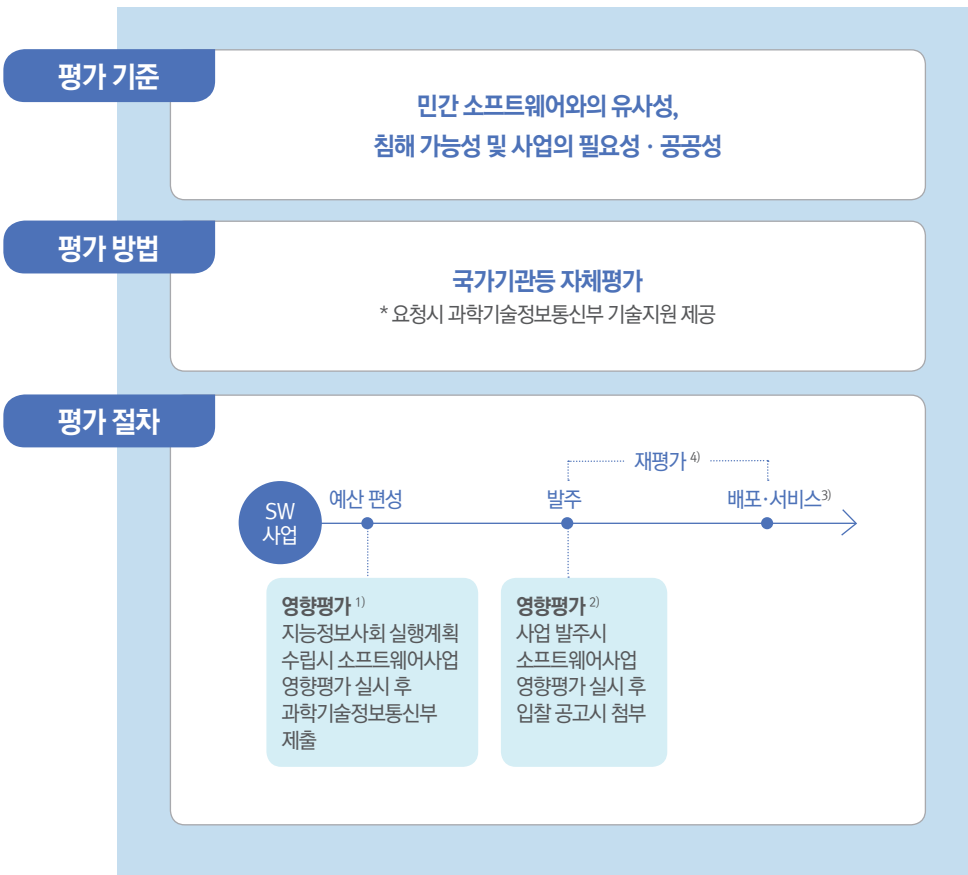 평가 기준
민간 소프트웨어와의 유사성,
침해 가능성 및 사업의 필요성 · 공공성
평가 방법
국가기관등 자체평가
* 요청시 과학기술정보통신부 기술지원 제공
평가 절차
재평가 4)
SW
사업
예산 편성
발주
배포·서비스3)
영향평가 1)
지능정보사회 실행계획
수립시 소프트웨어사업
영향평가 실시 후
과학기술정보통신부
제출
영향평가 2)
사업 발주시
소프트웨어사업
영향평가 실시 후
입찰 공고시 첨부